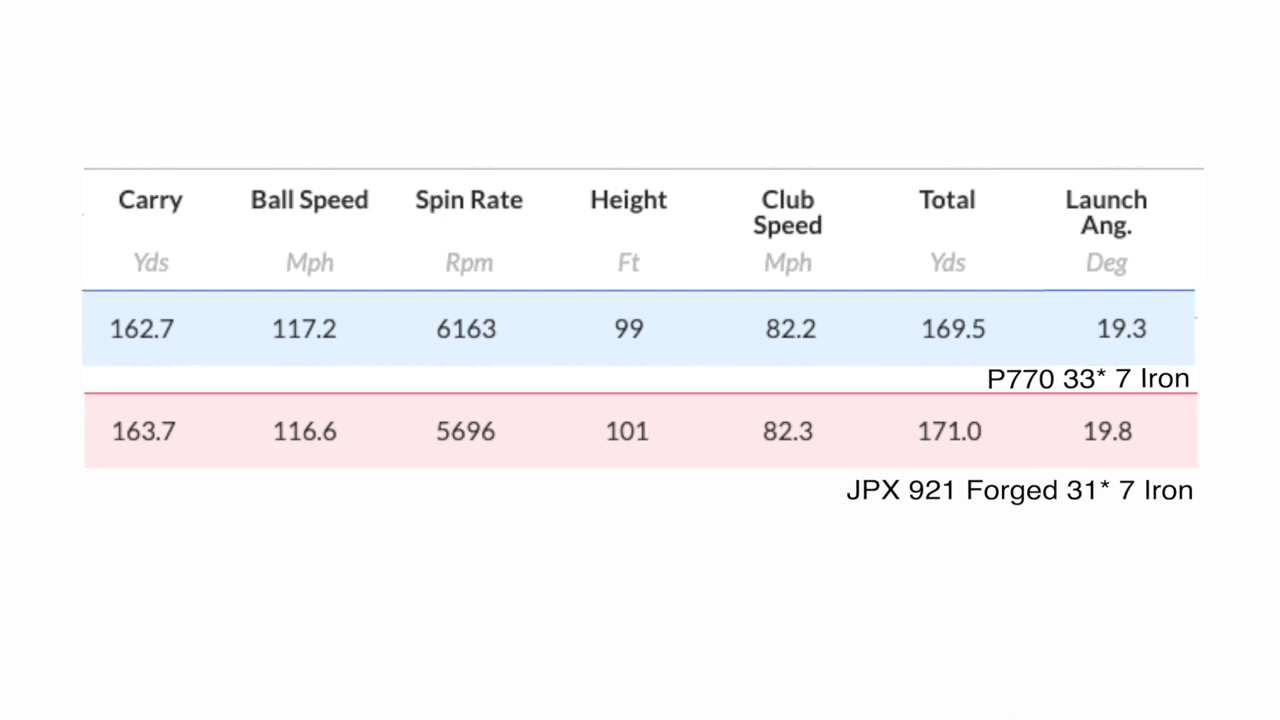 Carry Ball Speed Spin Rate Height Club Speed Total Launch Ang.
Yds Mph Rpm Ft Mph Yds Deg
162.7 117.2 6163 99 82.2 169.5 19.3
P770 33* 7 Iron
163.7 116.6 5696 101 82.3 171.0 19.8
JPX 921 Forged 31* 7 Iron